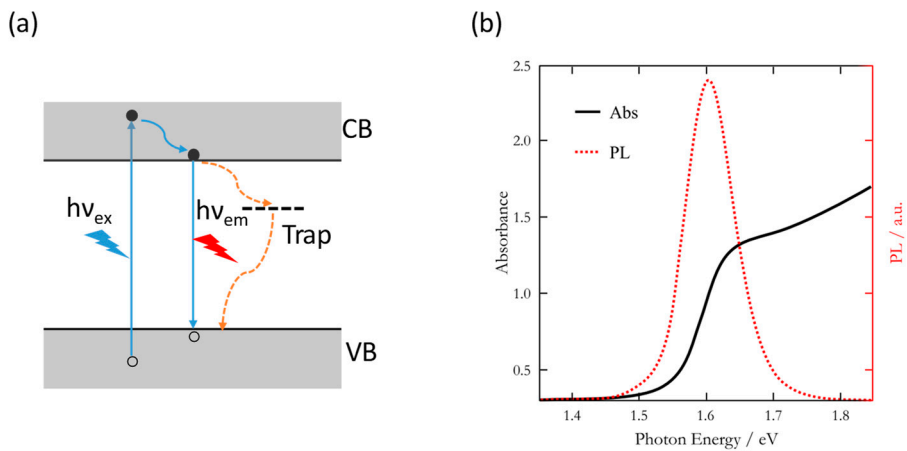 (a)
CB
hνex
hνem
Trap
VB
(b)
2.5
2.0
1.5
1.0
0.5
Absorbance
Abs
PL
PL / a.u.
1.4 1.5 1.6 1.7 1.8
Photon Energy / eV